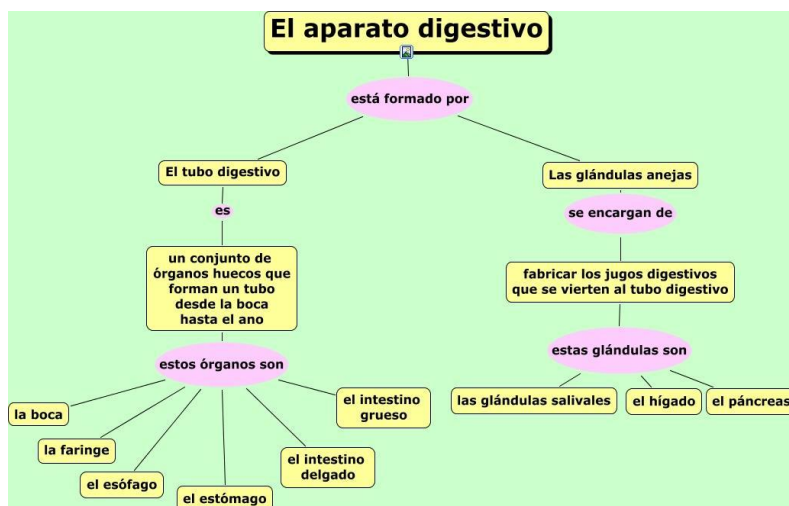 El aparato digestivo
está formado por
El tubo digestivo
es
un conjunto de
órganos huecos que
forman un tubo
desde la boca
hasta el ano
estos órganos son
la boca
la faringe
el esófago
el estómago
el intestino
delgado
el intestino
grueso
Las glándulas anejas
se encargan de
fabricar los jugos digestivos
que se vierten al tubo digestivo
estas glándulas son
las glándulas salivales
el hígado
el páncreas